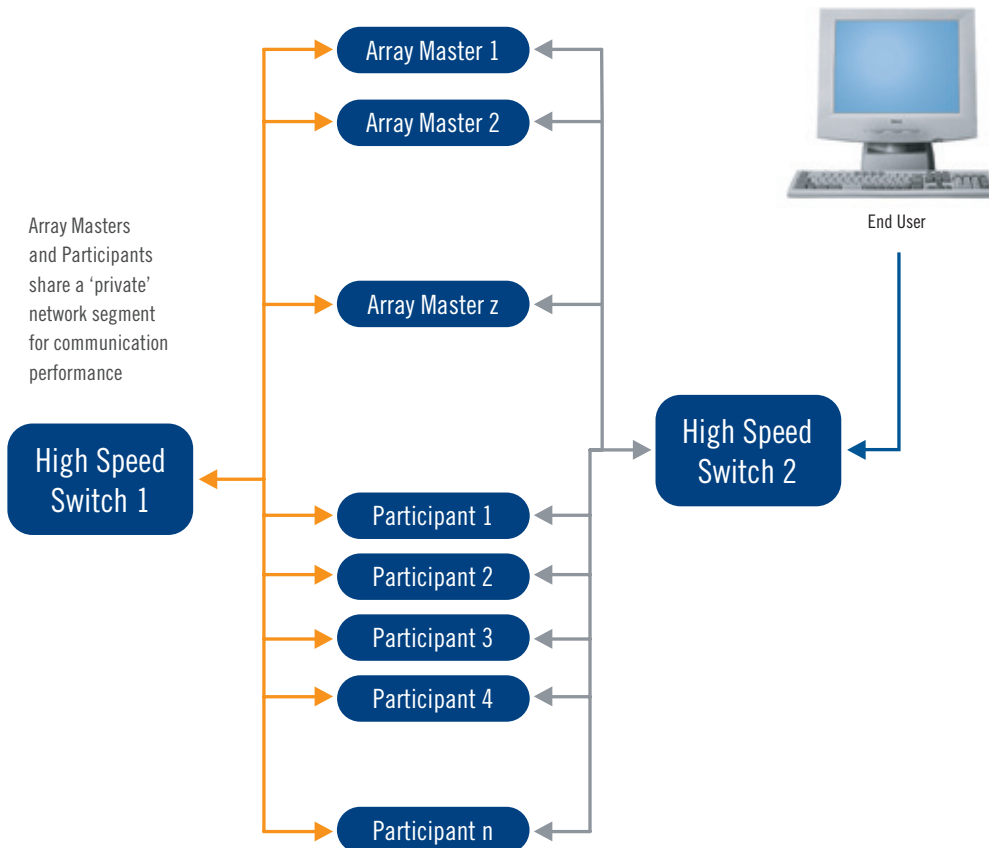 Array Master 1
Array Master 2
End User
Array Masters
and Participants
share a ‘private’
network segment
for communication
performance
Array Master z
High Speed
Switch 1
High Speed
Switch 2
Participant 1
Participant 2
Participant 3
Participant 4
Participant n